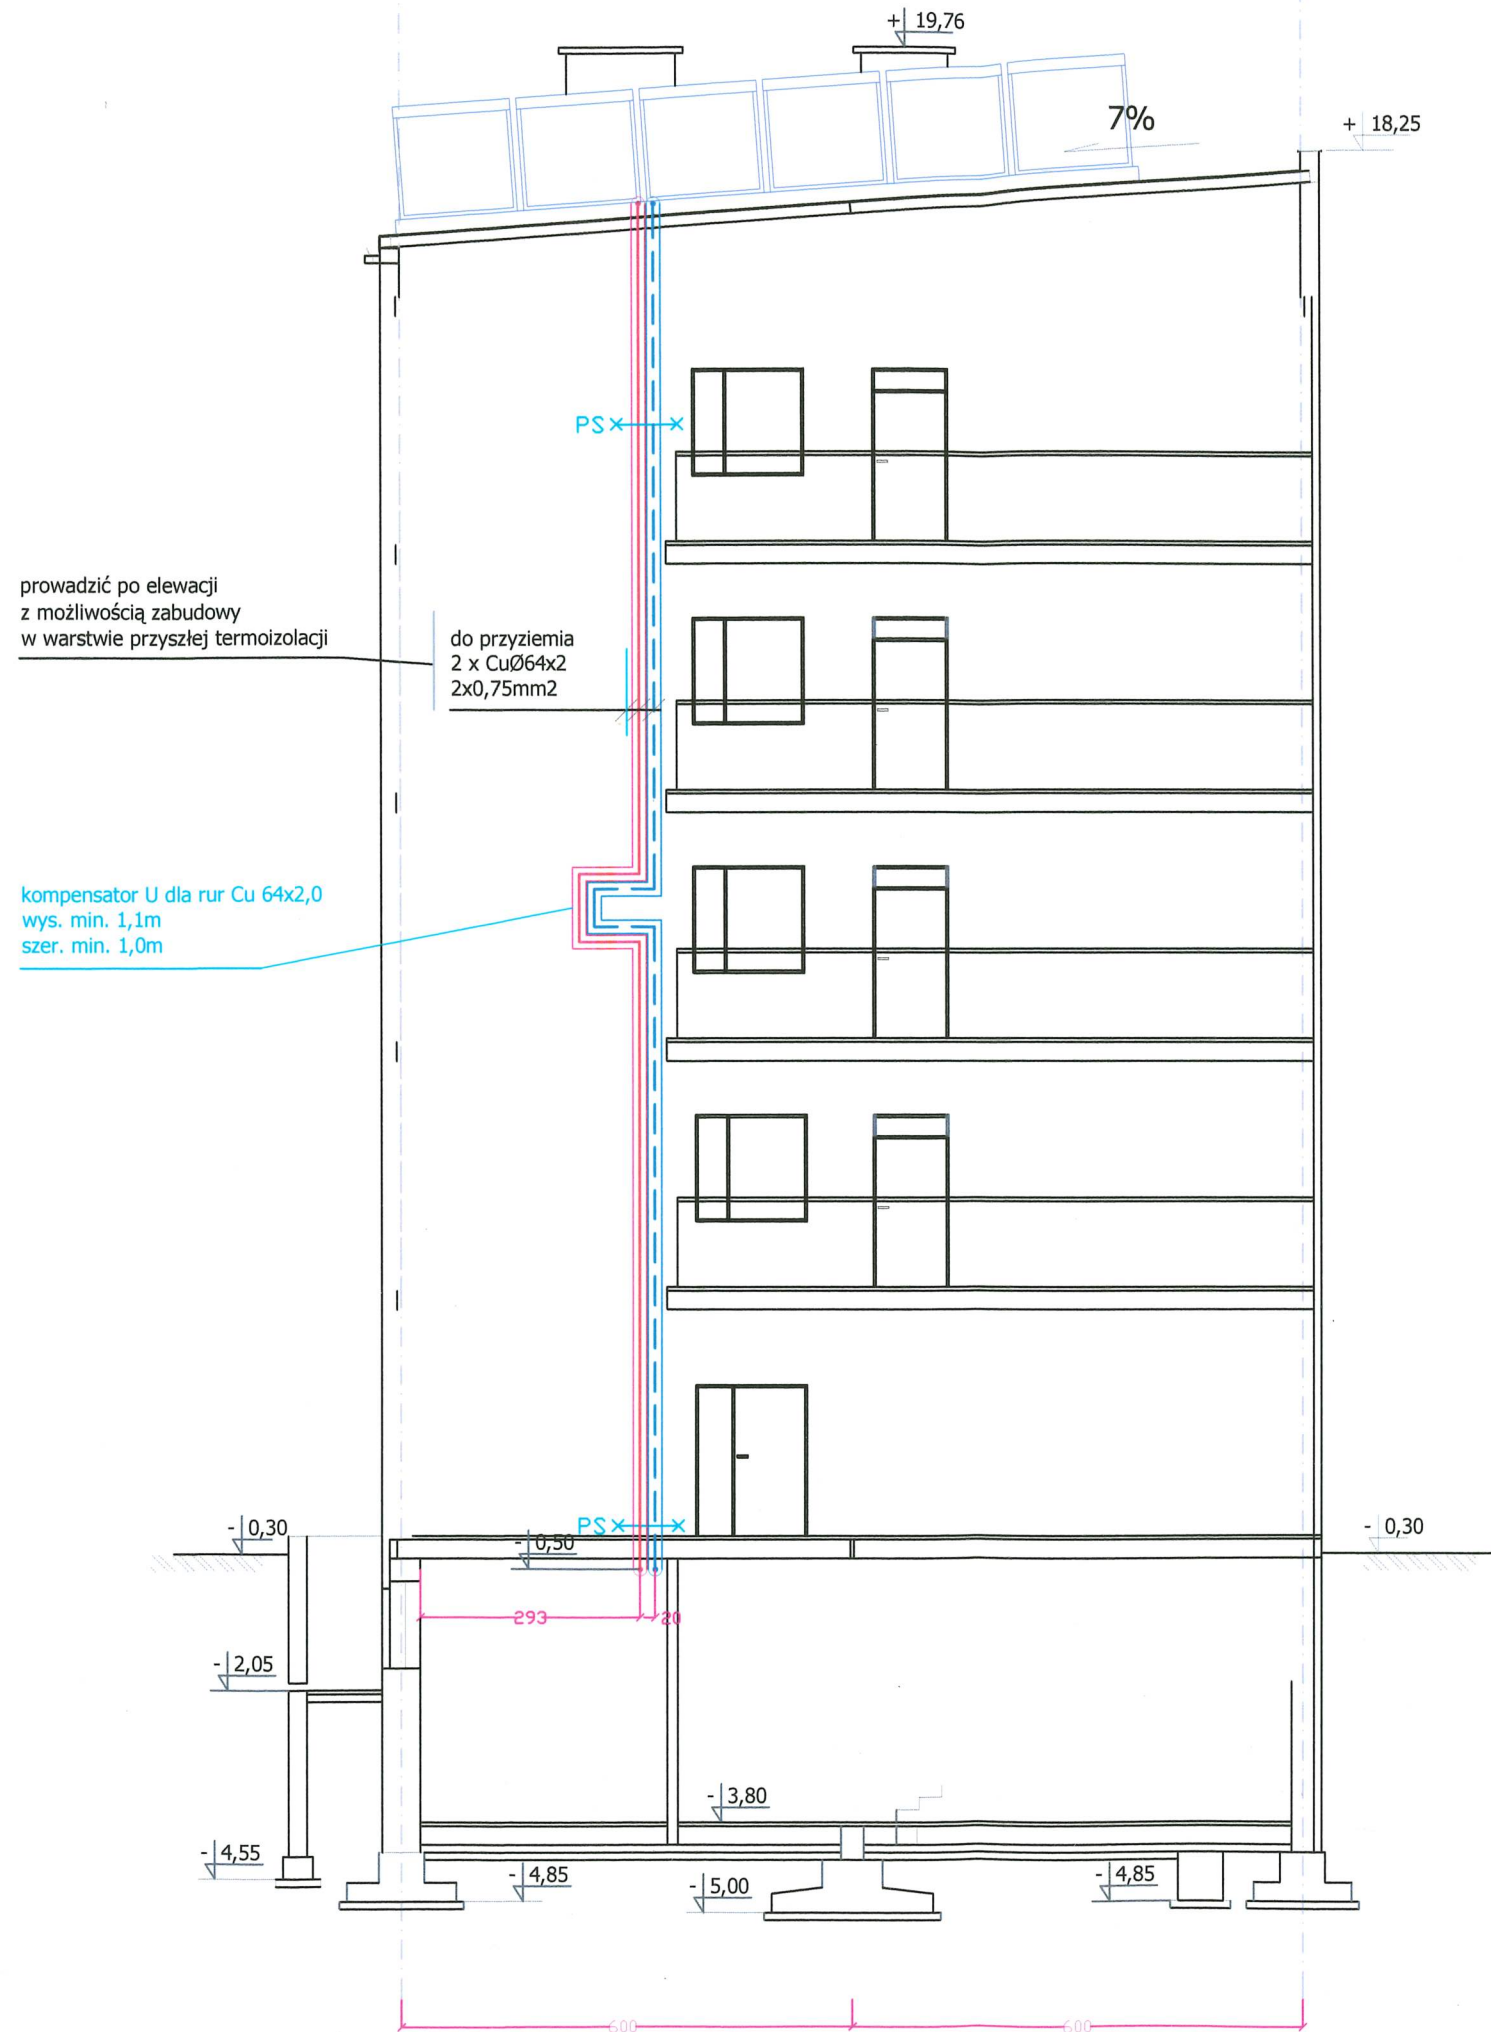 + 19,76
7%
+ 18,25
PS
prowadzić po elewacji
z możliwością zabudowy
w warstwie przyszłej termoizolacji
do przyziemia
2 x CuØ64x2
2x0,75mm2
kompensator U dla rur Cu 64x2,0
wys. min. 1,1m
szer. min. 1,0m
PS
- 0,30
- 0,50
- 0,30
293
20
- 2,05
- 3,80
- 4,55
- 4,85
- 5,00
- 4,85
600
600